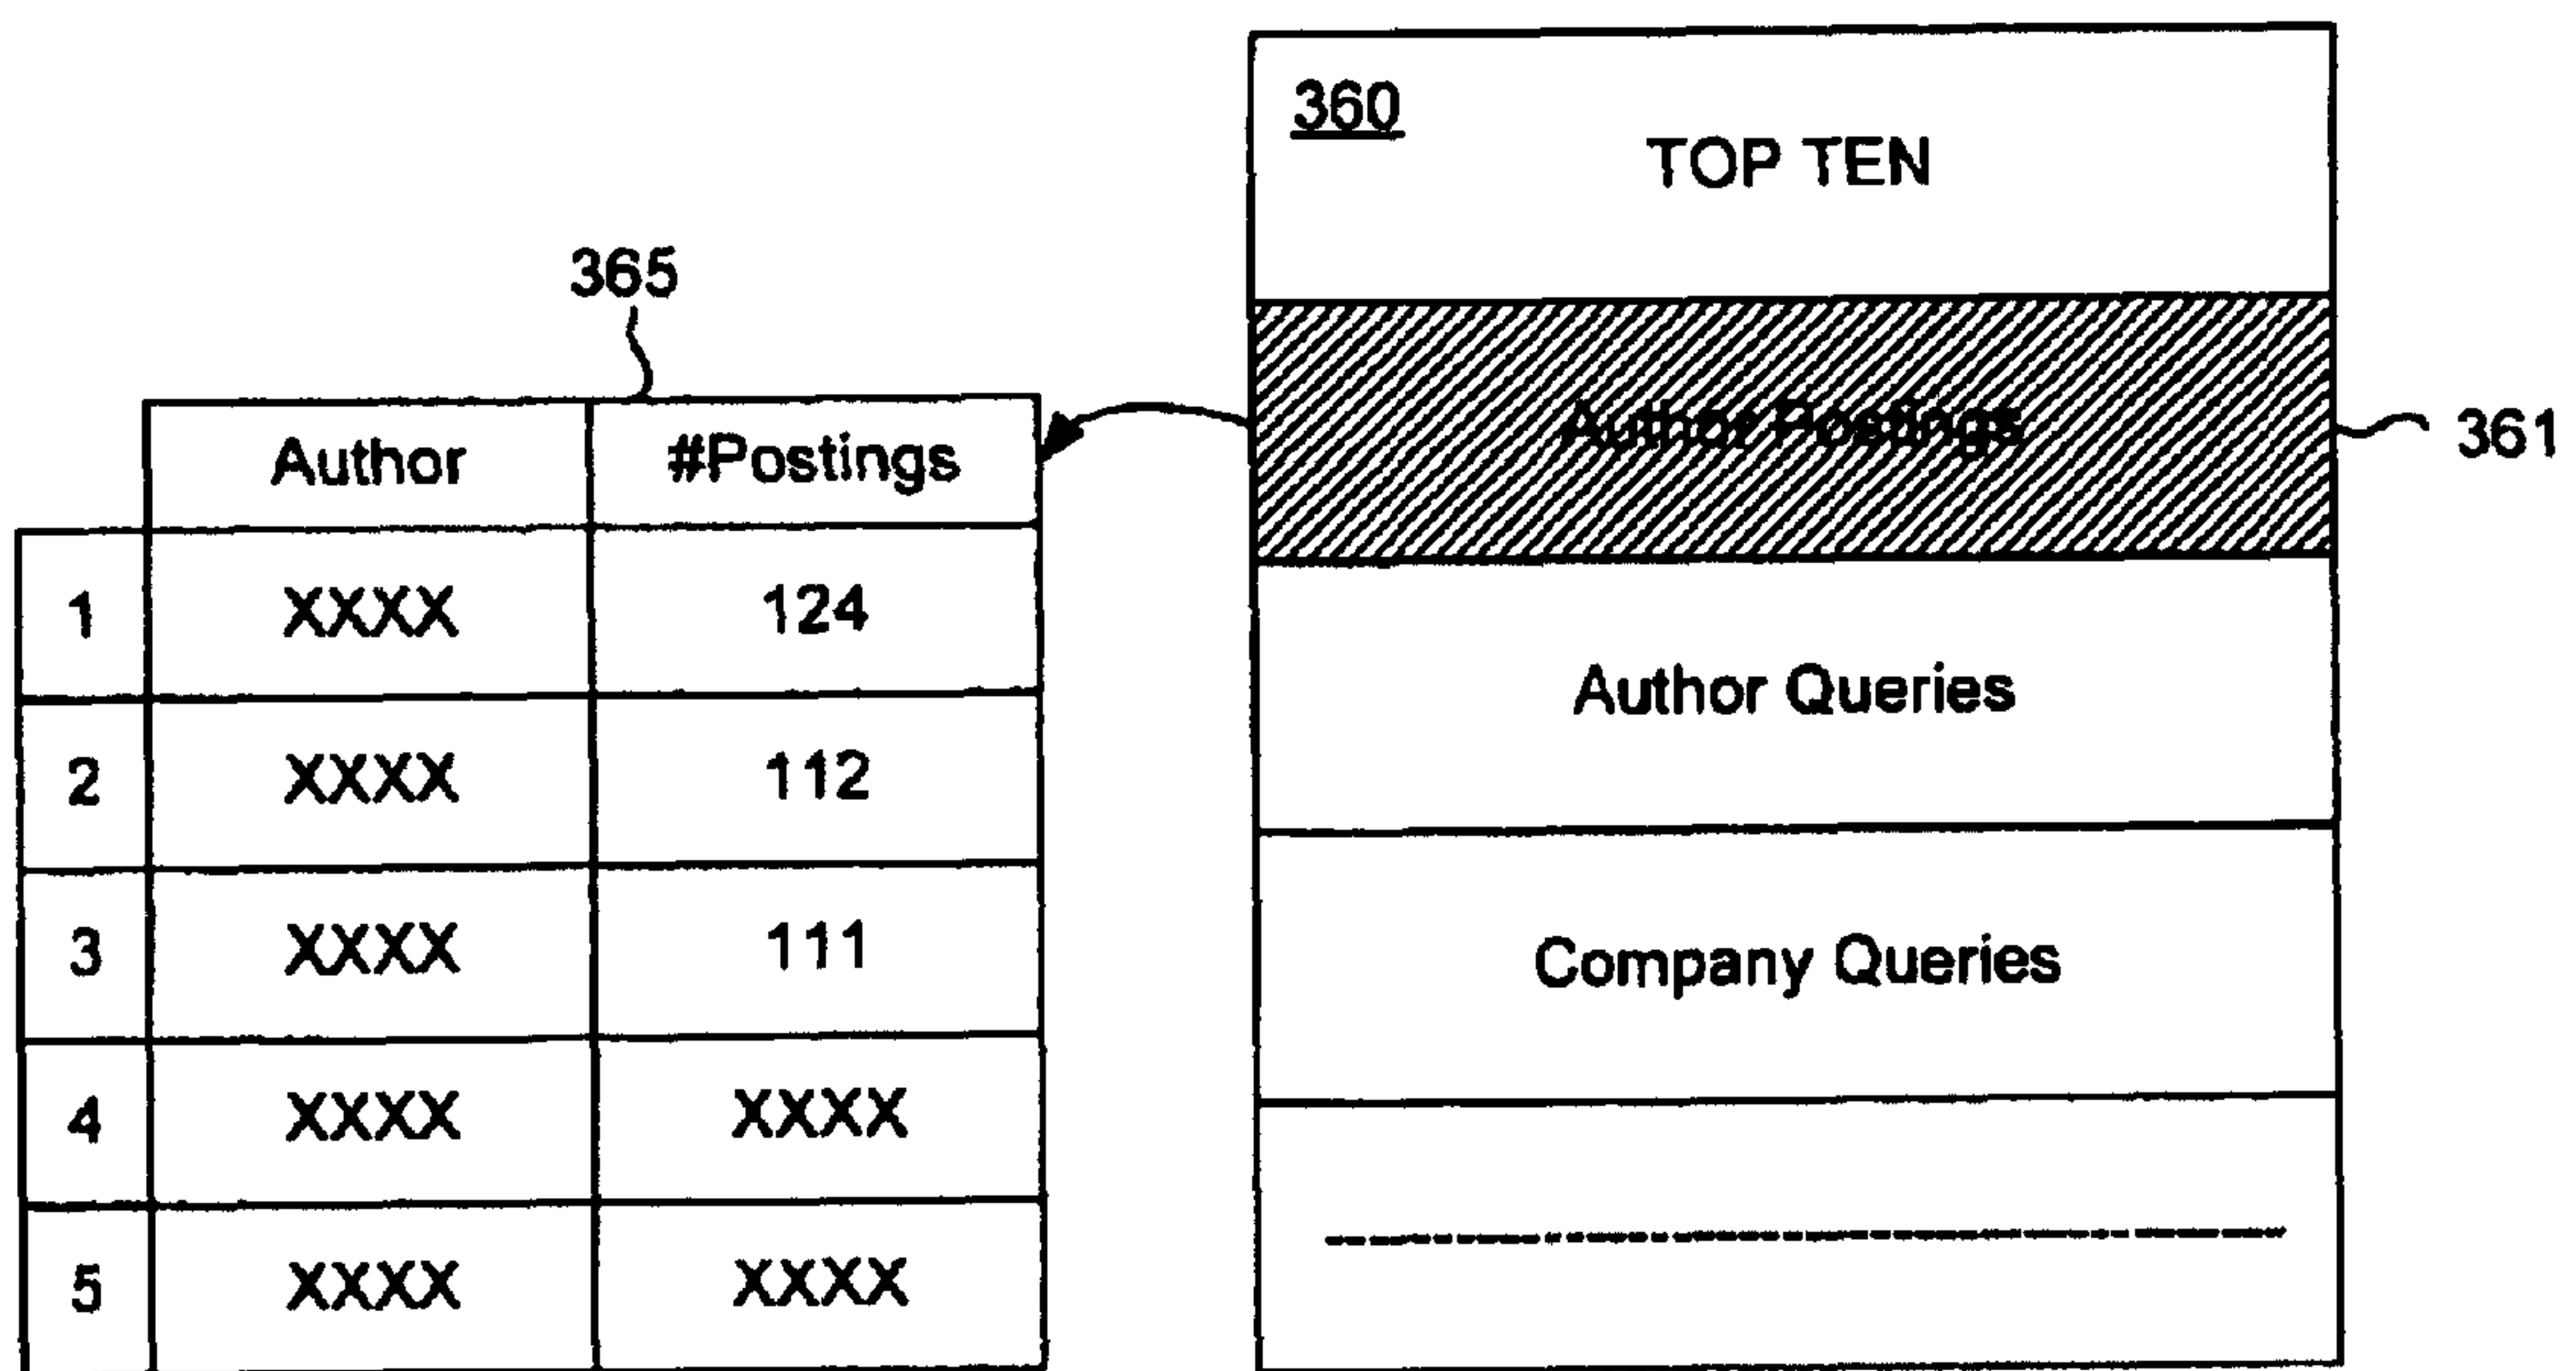 360
TOP TEN
365
Author Postings
361
Author #Postings
1 XXXX 124
Author Queries
2 XXXX 112
3 XXXX 111
Company Queries
4 XXXX XXXX
5 XXXX XXXX